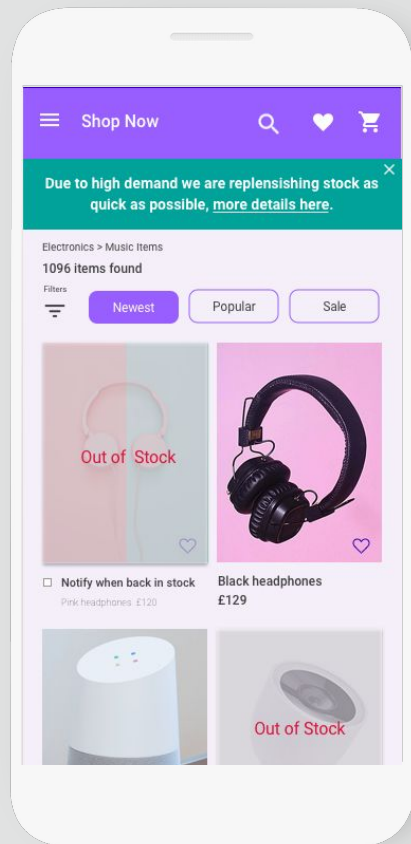 Shop Now
Due to high demand we are replensishing stock as
quick as possible, more details here.
Electronics > Music Items
1096 items found
Filters
Newest
Popular
Sale
Out of Stock
Notify when back in stock
Pink headphones £120
Black headphones
£129
Out of Stock